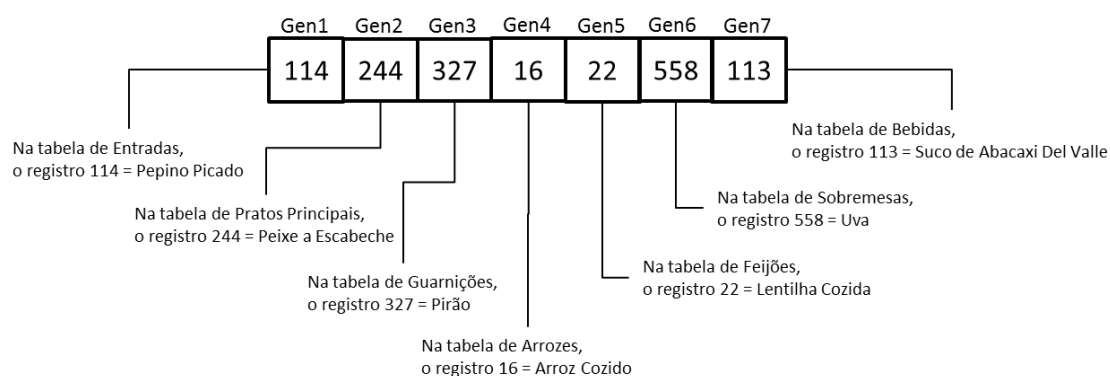 Gen1 Gen2 Gen3 Gen4 Gen5 Gen6 Gen7
114 244 327 16 22 558 113
Na tabela de Entradas,
o registro 114 = Pepino Picado
Na tabela de Bebidas,
o registro 113 = Suco de Abacaxi Del Valle
Na tabela de Pratos Principais,
o registro 244 = Peixe a Escabeche
Na tabela de Sobremesas,
o registro 558 = Uva
Na tabela de Guarnições,
o registro 327 = Pirão
Na tabela de Feijões,
o registro 22 = Lentilha Cozida
Na tabela de Arrozes,
o registro 16 = Arroz Cozido